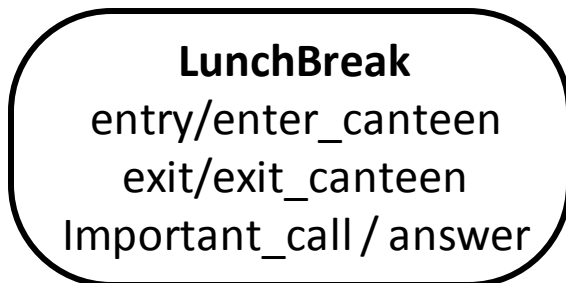 LunchBreak
entry/enter_canteen
exit/exit_canteen
Important_call / answer